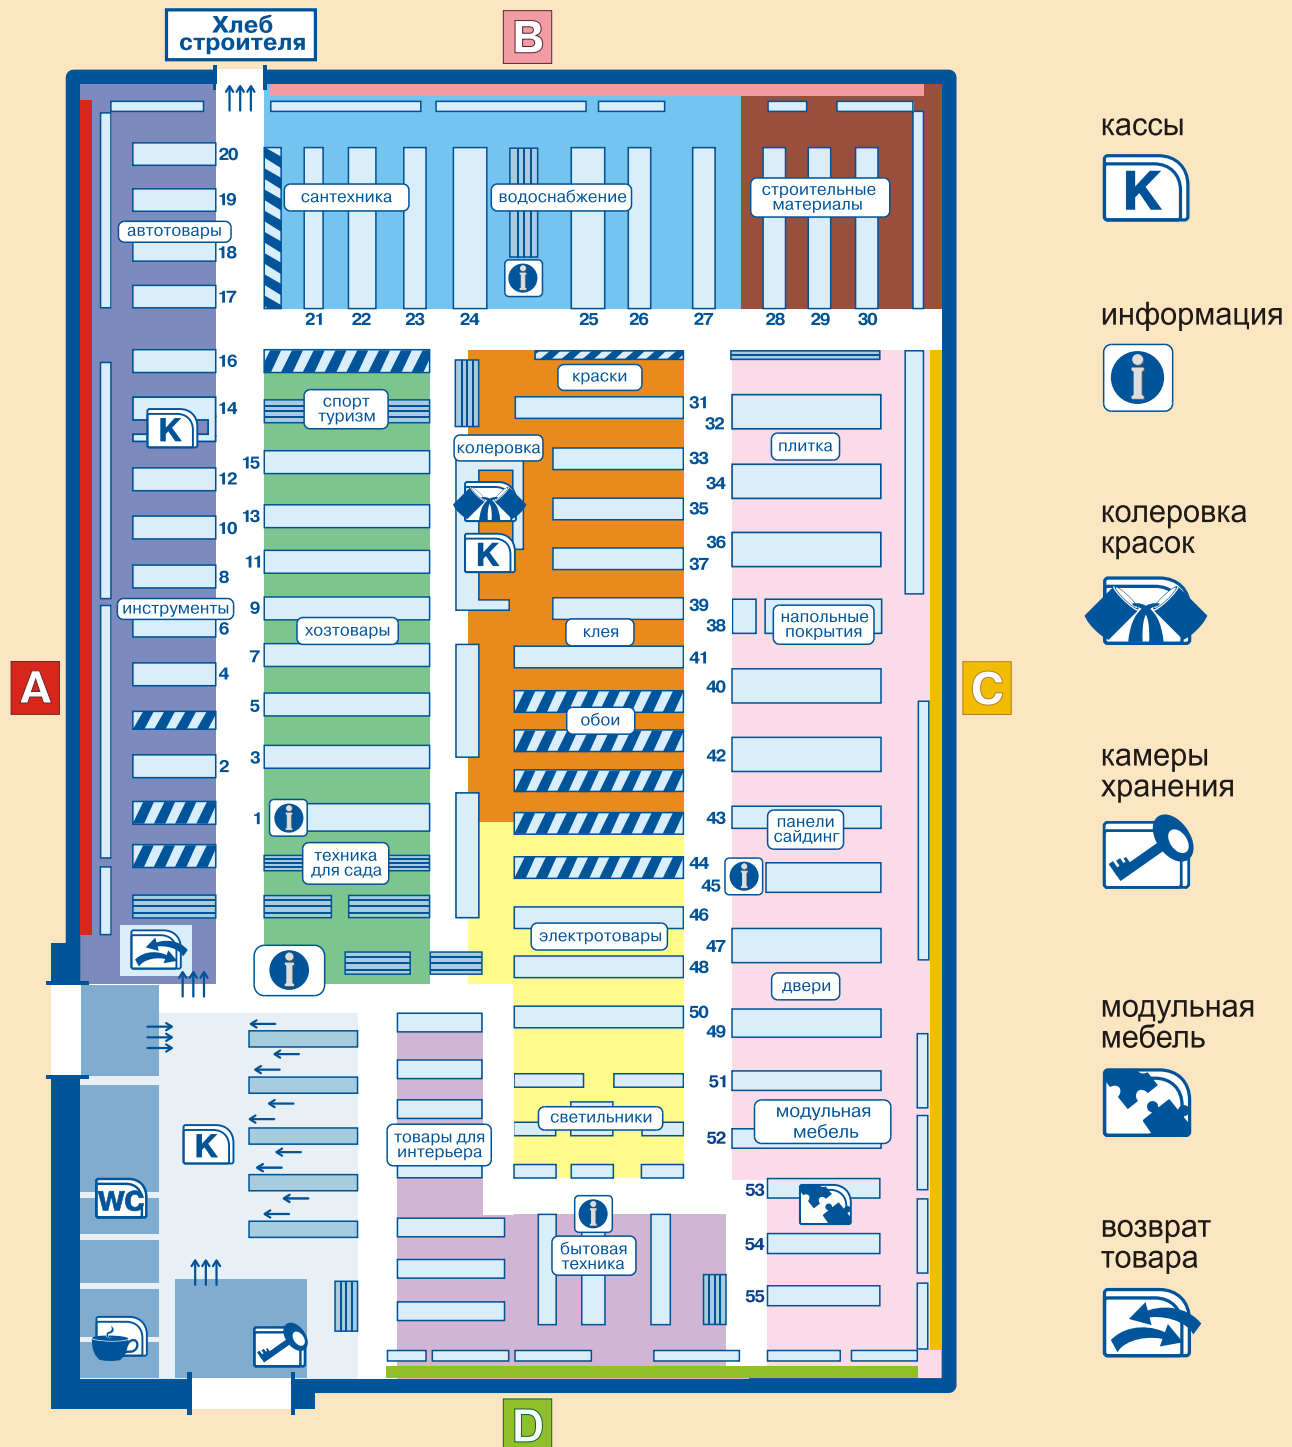 Хлеб
строителя
B
кассы
K
20
19
автотовары
18
17
сантехника
водоснабжение
строительные
материалы
i
21
22
23
24
25
26
27
28
29
30
информация
i
16
14
K
12
10
8
инструменты
6
4
2
спорт
туризм
15
13
11
9
хозтовары
7
5
3
1
i
техника
для сада
i
краски
31
колеровка
33
35
K
37
39
клея
41
обои
44
46
электротовары
48
50
светильники
32
плитка
34
36
38
напольные
покрытия
40
42
43
панели
сайдинг
i
45
47
двери
49
51
модульная
мебель
52
53
54
55
A
C
колеровка
красок
камеры
хранения
модульная
мебель
возврат
товара
K
WC
товары для
интерьера
i
бытовая
техника
D